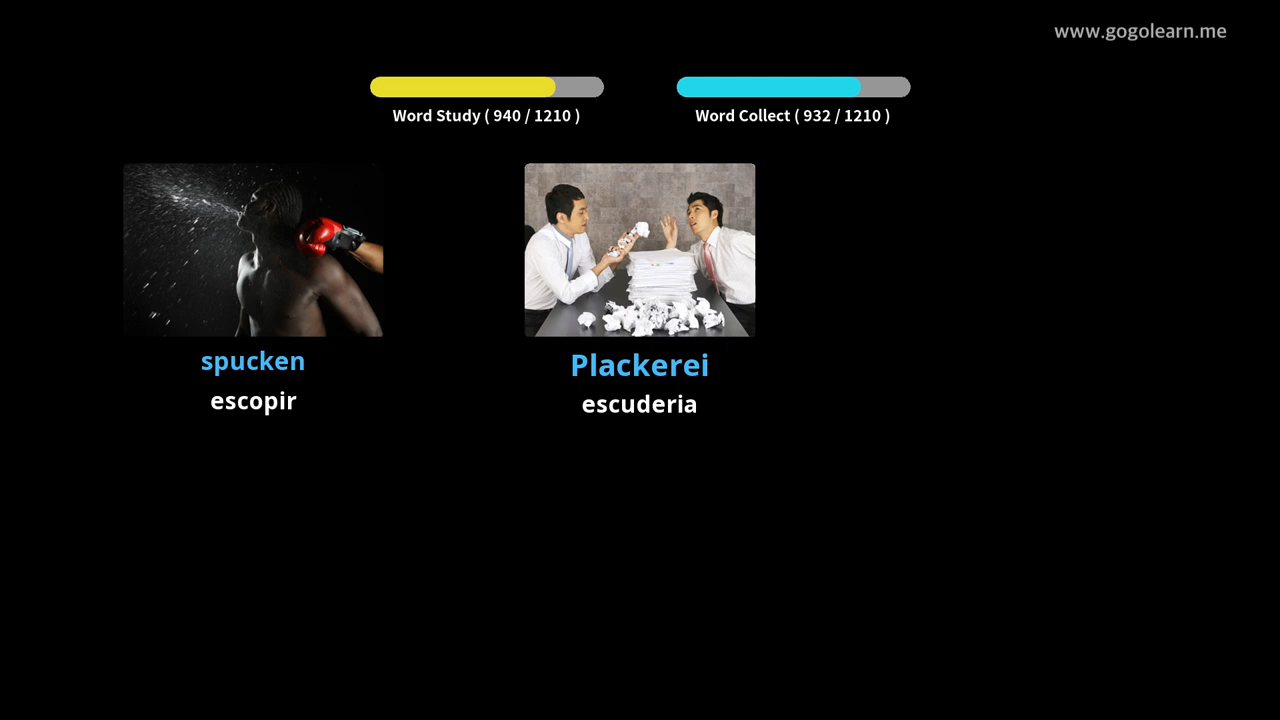 www.gogolearn.me
Word Study ( 940 / 1210 )
Word Collect ( 932 / 1210 )
spucken
escopir
Plackerei
escuderia